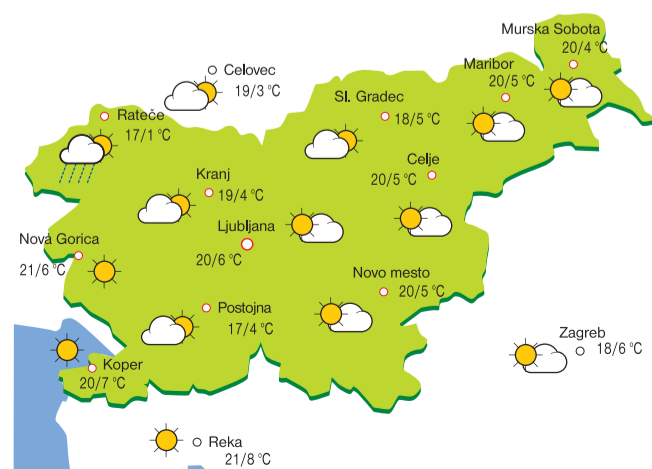 Murska Sobota
20/4 °C
Celovec
19/3 °C
Maribor
20/5 °C
Sl. Gradec
18/5 °C
Rateče
17/1 °C
Celje
20/5 °C
Kranj
19/4 °C
Ljubljana
20/6 °C
Nová Gorica
21/6 °C
Novo mesto
20/5 °C
Postojna
17/4 °C
Zagreb
18/6 °C
Koper
20/7 °C
Reka
21/8 °C